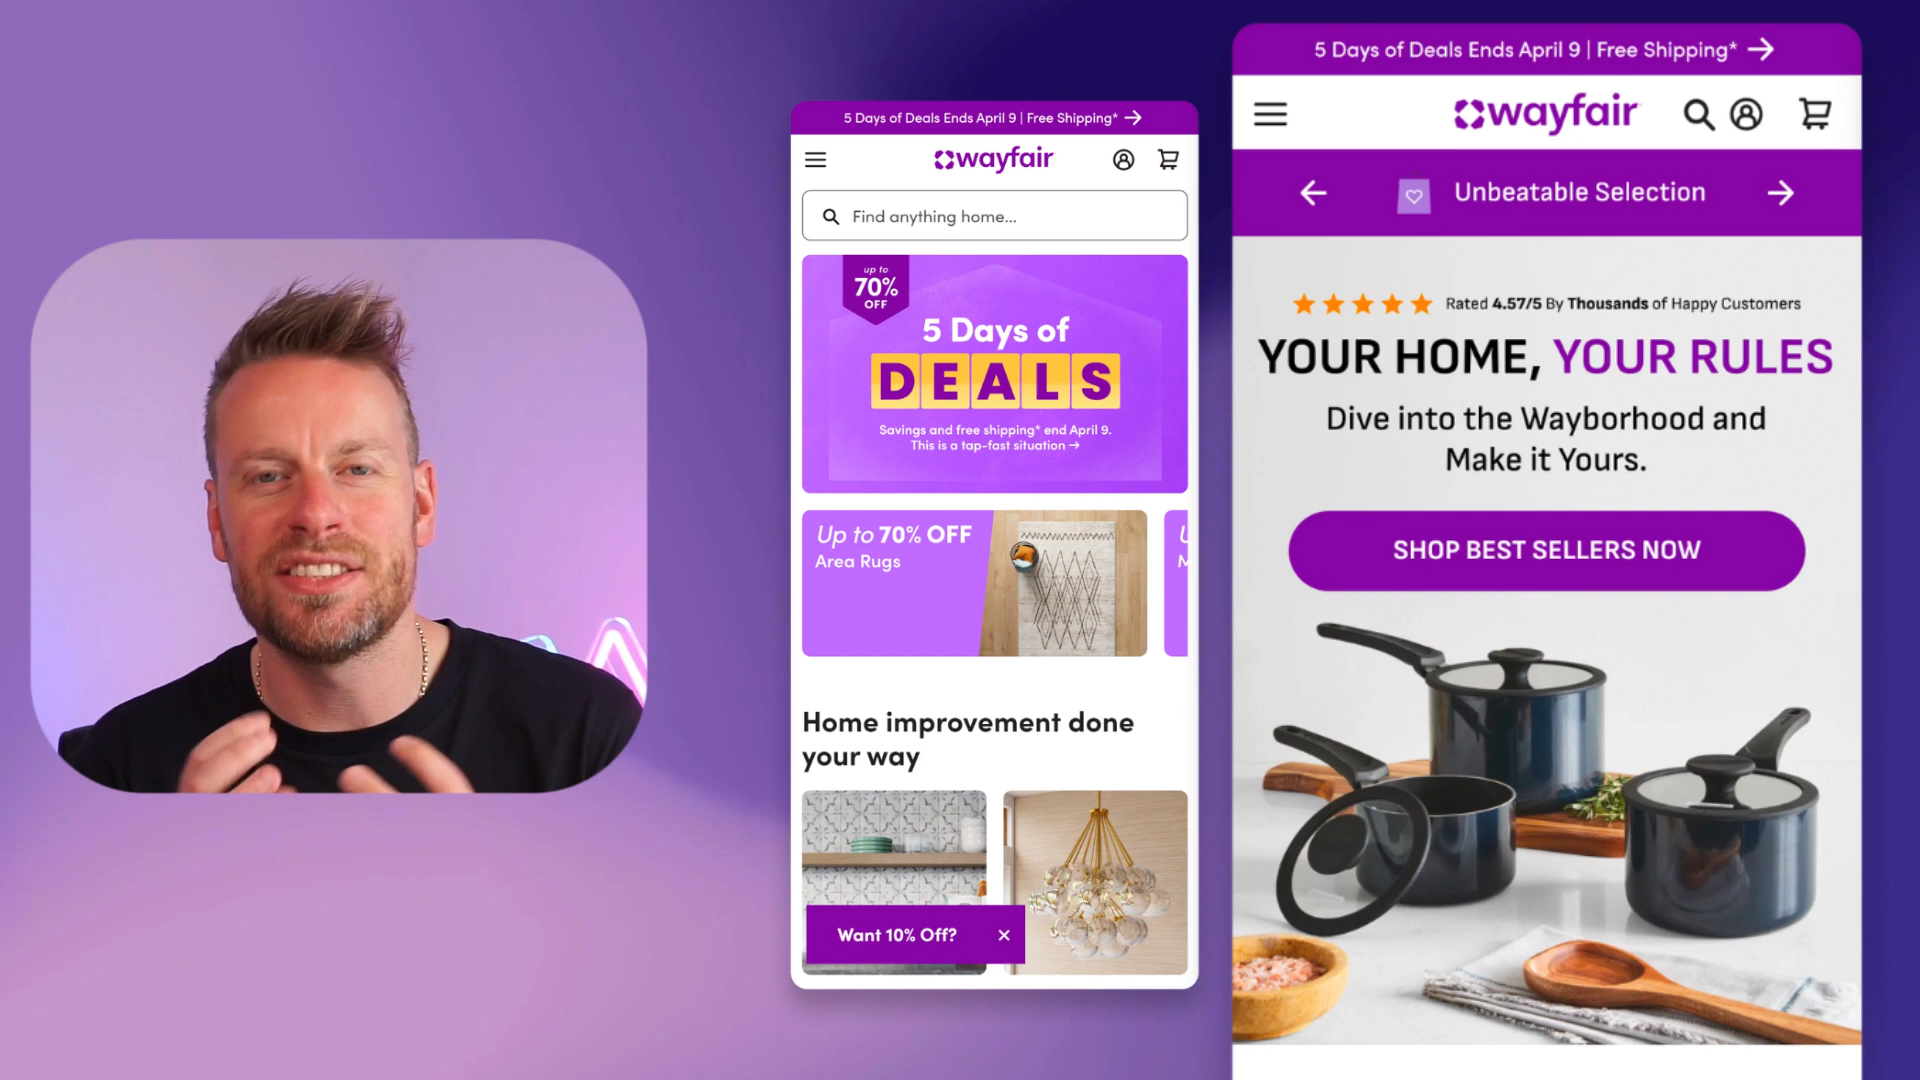 5 Days of Deals Ends April 9 | Free Shipping*
wayfair
Find anything home...
up to
70%
OFF
5 Days of
DEALS
Savings and free shipping* end April 9.
This is a tap-fast situation
Up to 70% OFF
Area Rugs
U
M
Home improvement done
your way
Want 10% Off?
5 Days of Deals Ends April 9 | Free Shipping*
wayfair
Unbeatable Selection
Rated 4.57/5 By Thousands of Happy Customers
YOUR HOME, YOUR RULES
Dive into the Wayborhood and
Make it Yours.
SHOP BEST SELLERS NOW